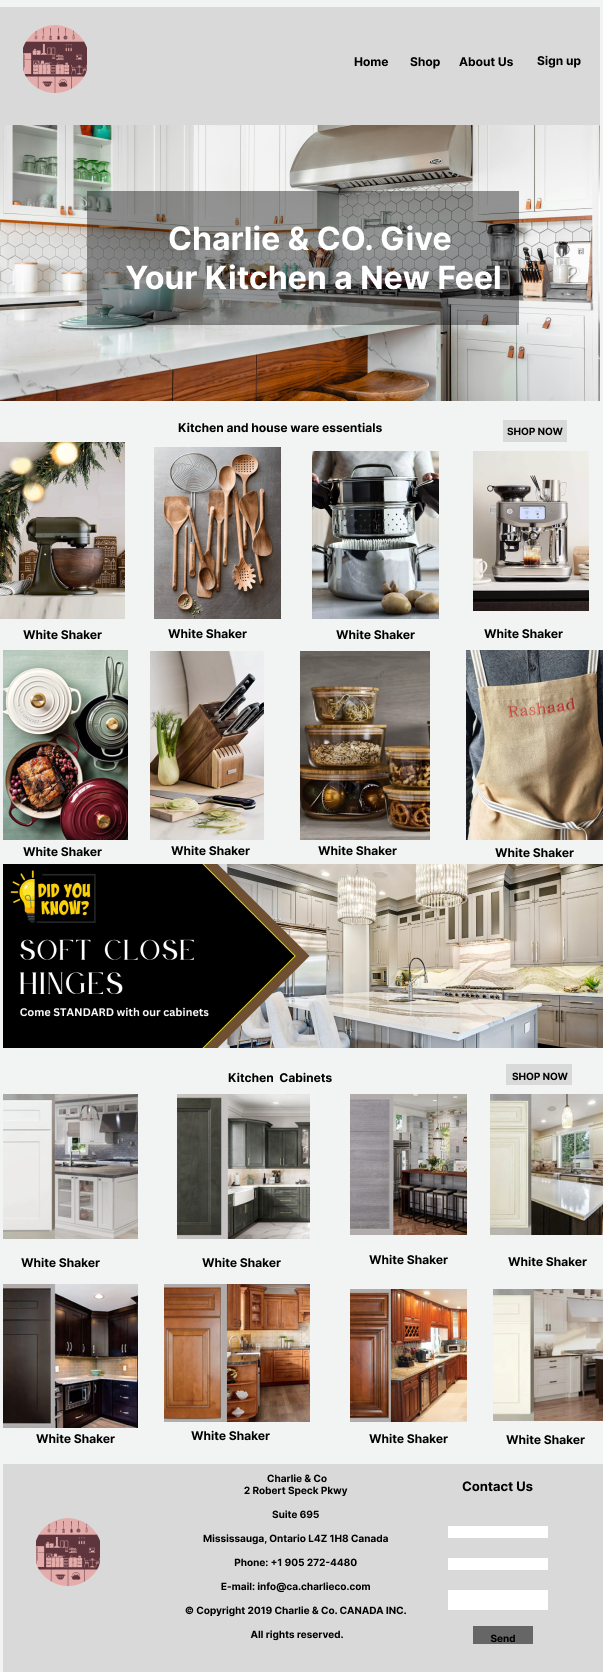 Home Shop About Us Sign up
Charlie & CO. Give
Your Kitchen a New Feel
Kitchen and house ware essentials
SHOP NOW
White Shaker
White Shaker
White Shaker
White Shaker
Rashaad
White Shaker
White Shaker
White Shaker
White Shaker
DID YOU
KNOW?
SOFT CLOSE
HINGES
Come STANDARD with our cabinets
Kitchen Cabinets
SHOP NOW
White Shaker
White Shaker
White Shaker
White Shaker
White Shaker
White Shaker
White Shaker
White Shaker
Charlie & Co
2 Robert Speck Pkwy
Suite 695
Mississauga, Ontario L4Z 1H8 Canada
Phone: +1 905 272-4480
E-mail: info@ca.charlieco.com
© Copyright 2019 Charlie & Co. CANADA INC.
All rights reserved.
Contact Us
Send